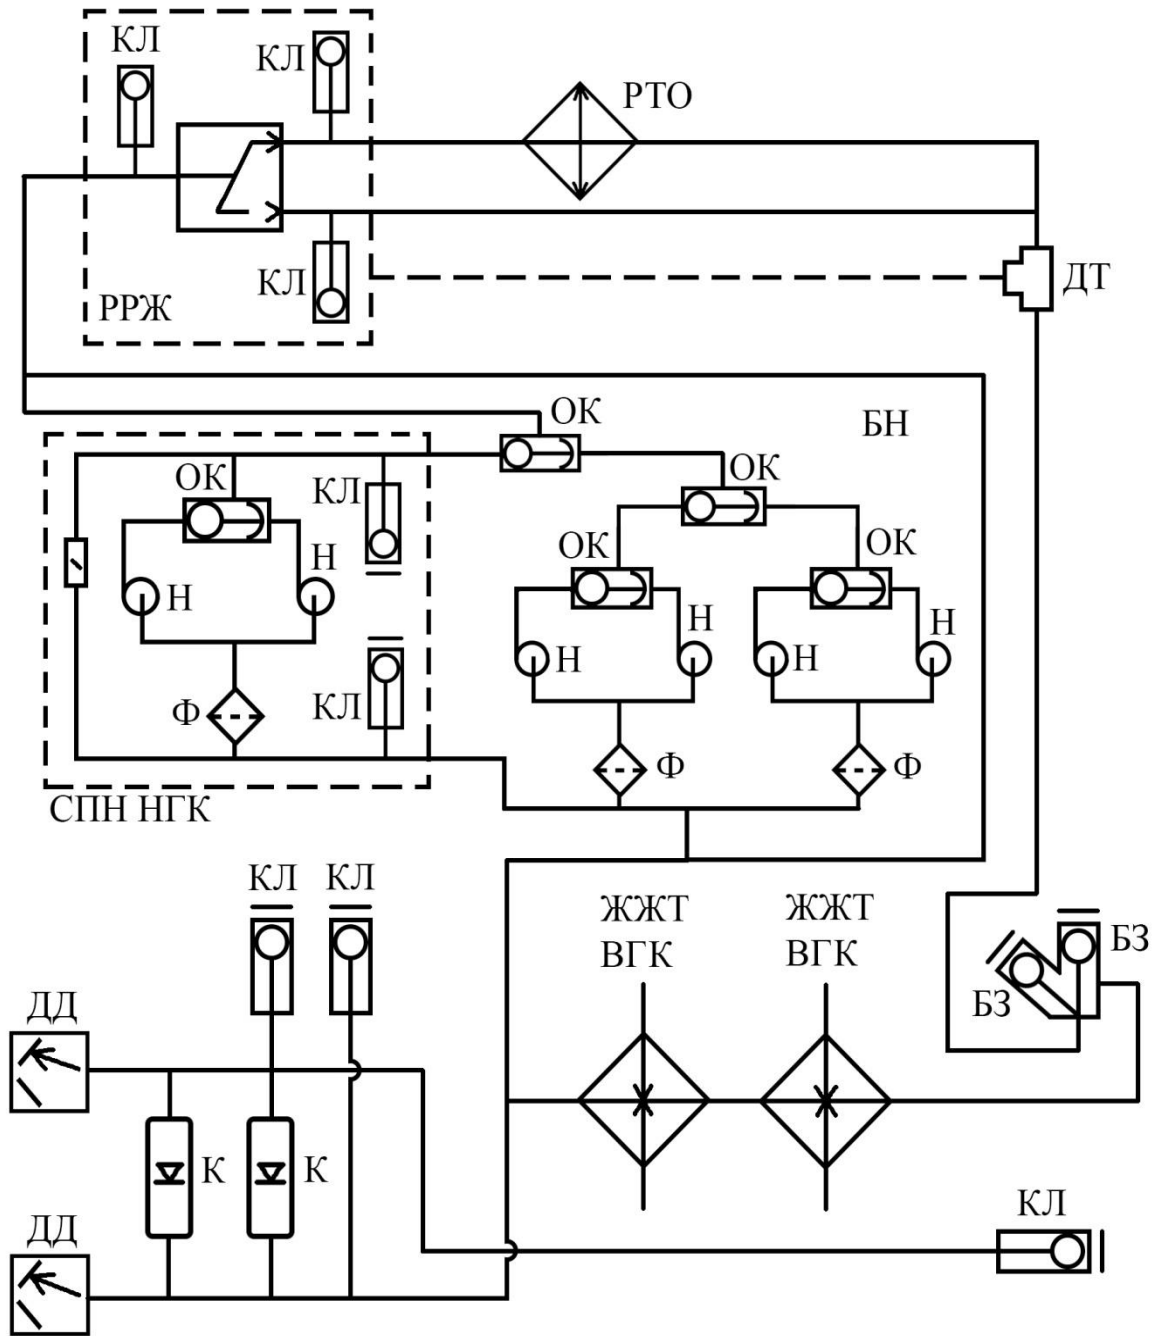 КЛ
КЛ
РТО
КЛ
РРЖ
ДТ
ОК
БН
ОК
КЛ
ОК
Н
Н
ОК
ОК
Н
Н
Н
Н
КЛ
Ф
Ф
Ф
СПН НГК
КЛ
КЛ
ЖЖТ
ВГК
ЖЖТ
ВГК
БЗ
БЗ
ДД
К
К
КЛ
ДД